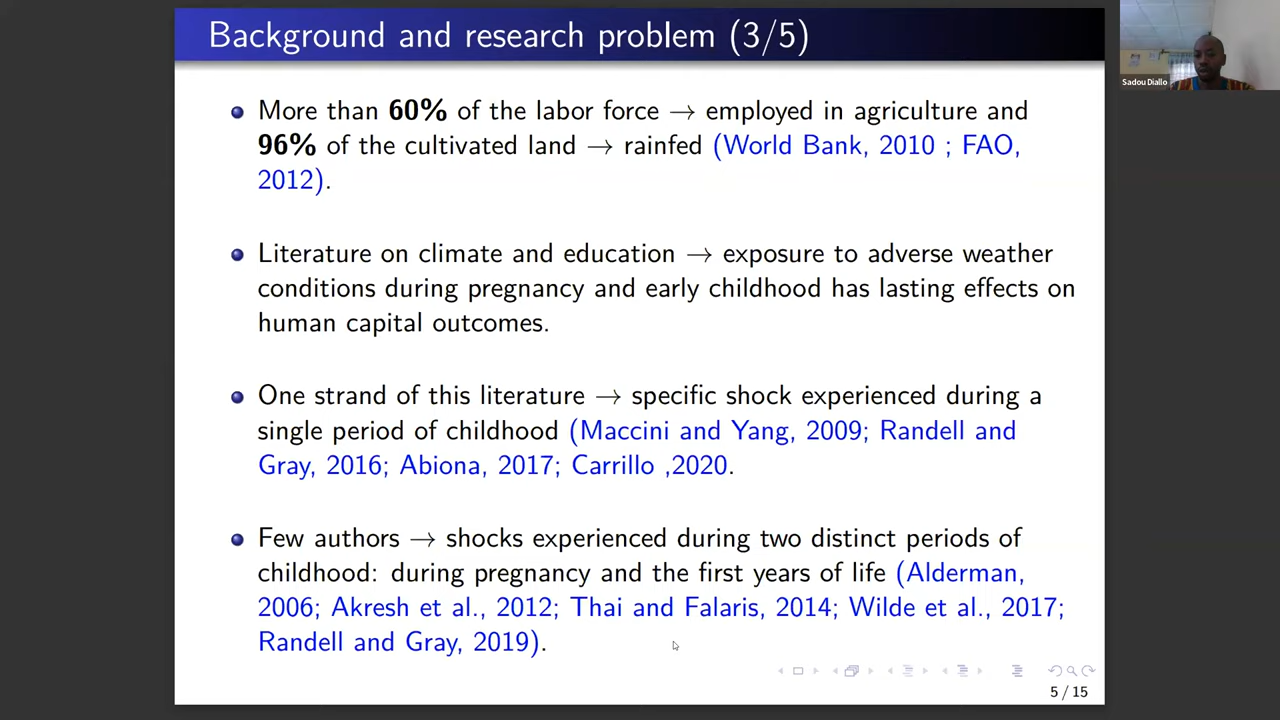 Background and research problem (3/5)
More than 60% of the labor force → employed in agriculture and
96% of the cultivated land → rainfed (World Bank, 2010 ; FAO,
2012).
Literature on climate and education → exposure to adverse weather
conditions during pregnancy and early childhood has lasting effects on
human capital outcomes.
One strand of this literature → specific shock experienced during a
single period of childhood (Maccini and Yang, 2009; Randell and
Gray, 2016; Abiona, 2017; Carrillo ,2020.
Few authors → shocks experienced during two distinct periods of
childhood: during pregnancy and the first years of life (Alderman,
2006; Akresh et al., 2012; Thai and Falaris, 2014; Wilde et al., 2017;
Randell and Gray, 2019).
5 / 15
Sadou Diallo